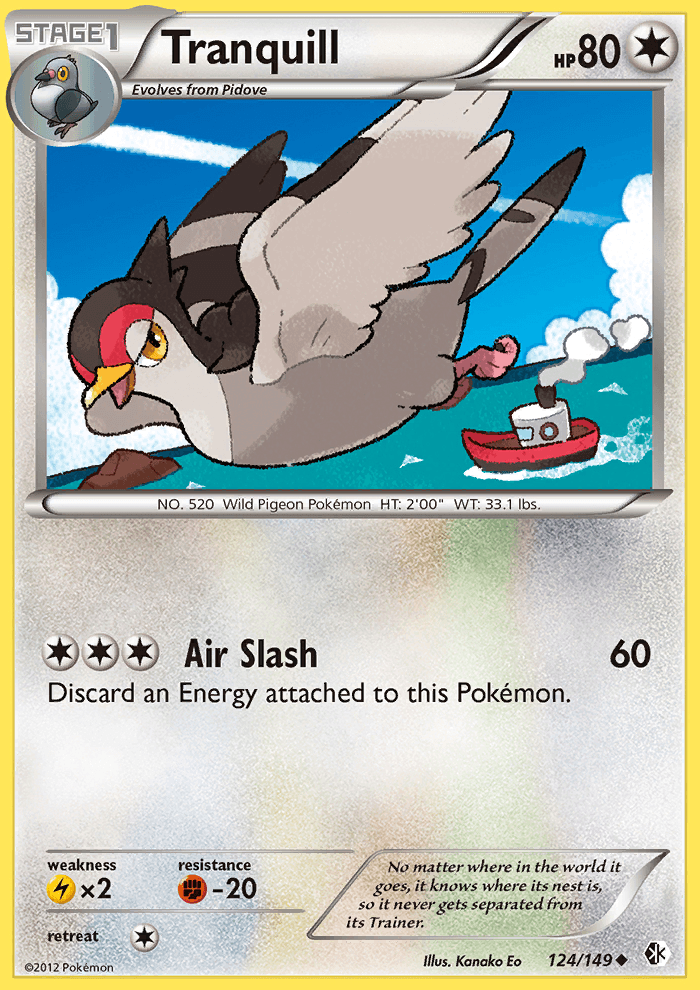 STAGE1
Tranquill
HP80
Evolves from Pidove
NO. 520 Wild Pigeon Pokémon HT: 2'00" WT: 33.1 lbs.
Air Slash 60
Discard an Energy attached to this Pokémon.
weakness resistance
×2 -20
No matter where in the world it
goes, it knows where its nest is,
so it never gets separated from
its Trainer.
retreat
©2012 Pokémon Illus. Kanako Eo 124/149